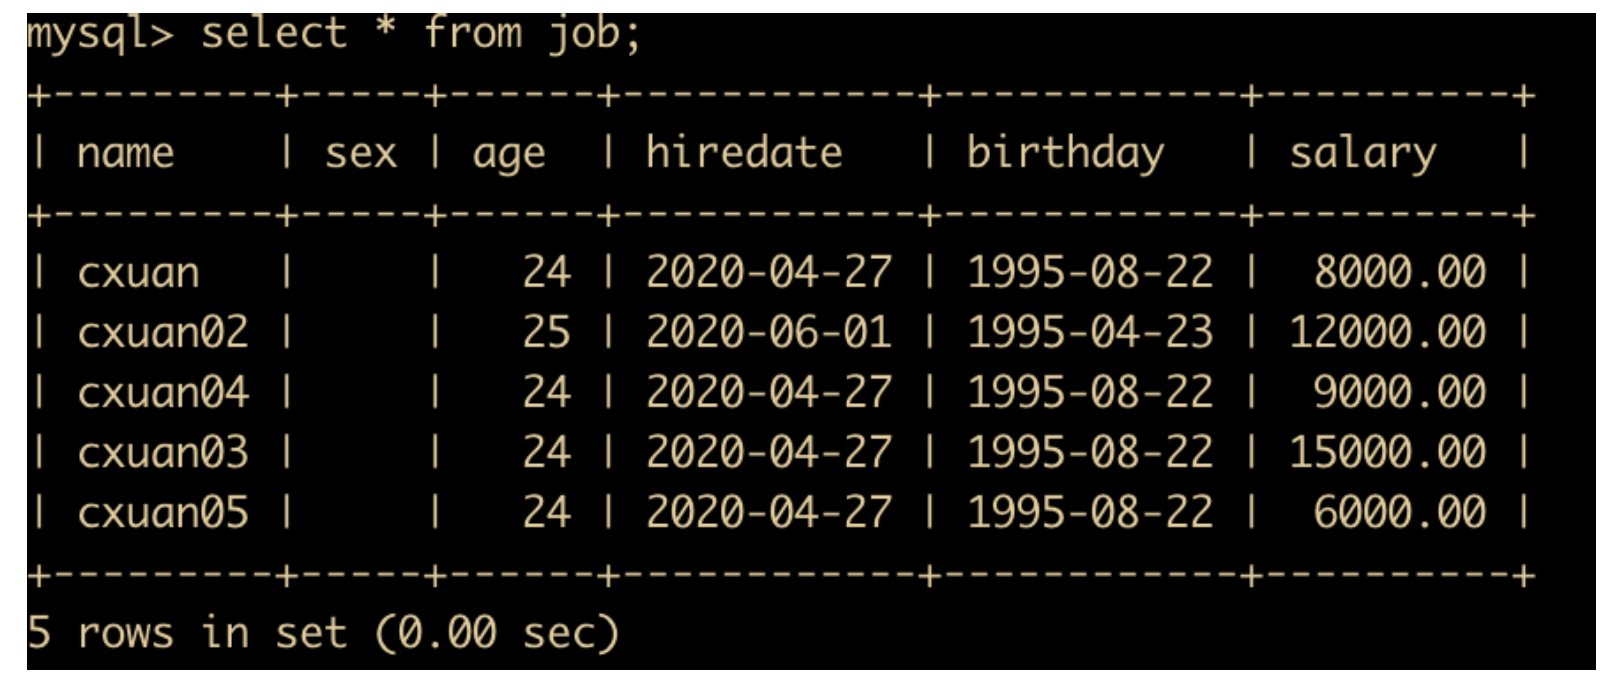 mysql> select * from job;
+---------+-----+------+------------+------------+----------+
| name    | sex | age  | hiredate   | birthday   | salary   |
+---------+-----+------+------------+------------+----------+
| cxuan   |     |   24 | 2020-04-27 | 1995-08-22 |  8000.00 |
| cxuan02 |     |   25 | 2020-06-01 | 1995-04-23 | 12000.00 |
| cxuan04 |     |   24 | 2020-04-27 | 1995-08-22 |  9000.00 |
| cxuan03 |     |   24 | 2020-04-27 | 1995-08-22 | 15000.00 |
| cxuan05 |     |   24 | 2020-04-27 | 1995-08-22 |  6000.00 |
+---------+-----+------+------------+------------+----------+
5 rows in set (0.00 sec)